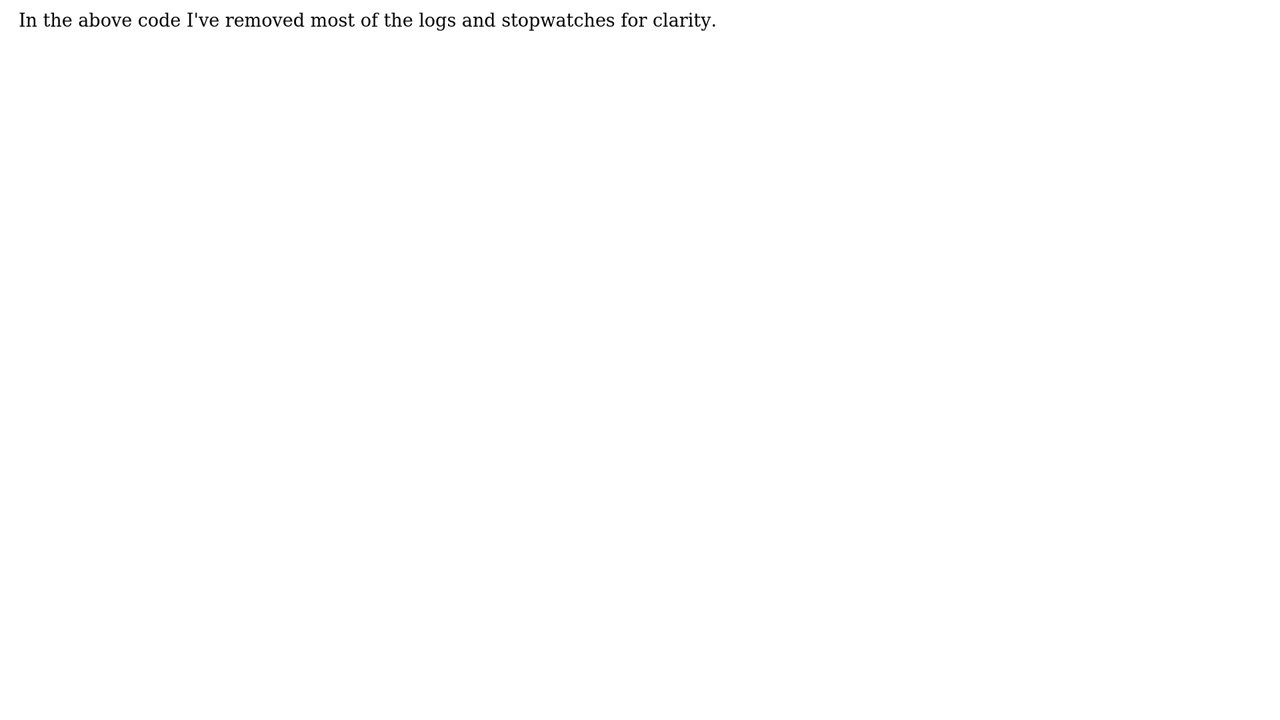 In the above code I've removed most of the logs and stopwatches for clarity.